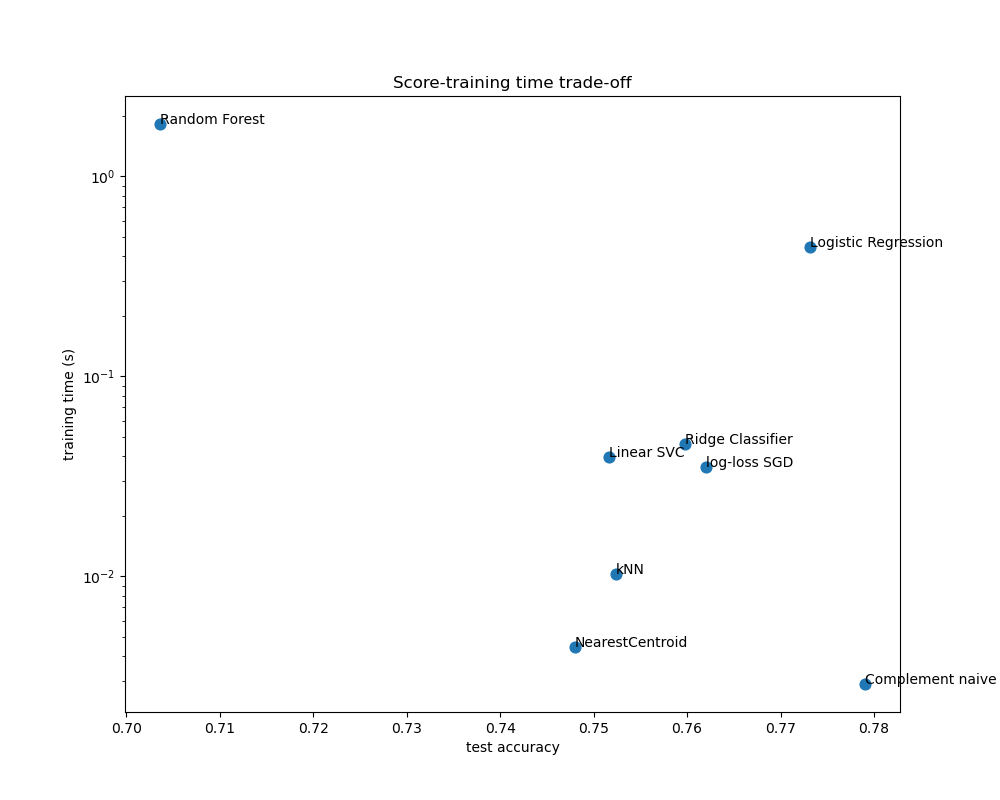 Score-training time trade-off
Random Forest
Logistic Regression
Ridge Classifier
Linear SVC
log-loss SGD
kNN
NearestCentroid
Complement naive
training time (s)
10⁰
10⁻¹
10⁻²
0.70 0.71 0.72 0.73 0.74 0.75 0.76 0.77 0.78
test accuracy